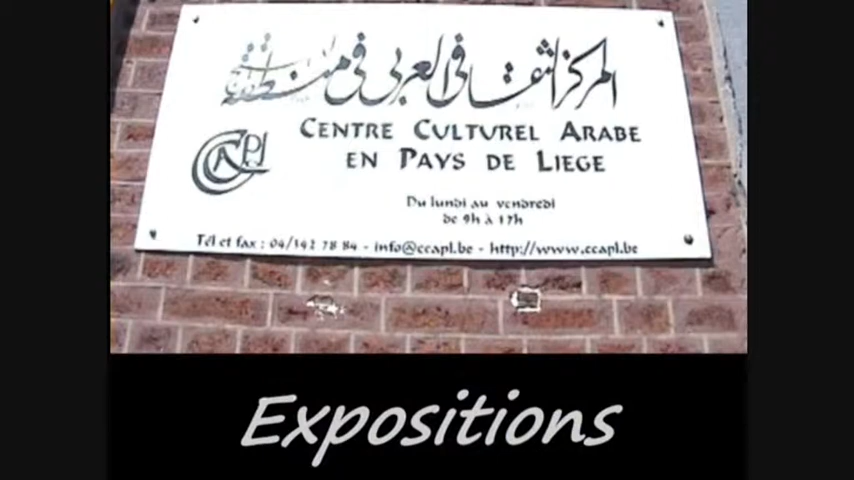 المركز الثقافي العربي في منطقة
CENTRE CULTUREL ARABE
EN PAYS DE LIEGE
CCAPL
Du lundi au vendredi
de 9h à 17h
Tél et fax : 04/342 78 84 - info@ccapl.be - http://www.ccapl.be
Expositions